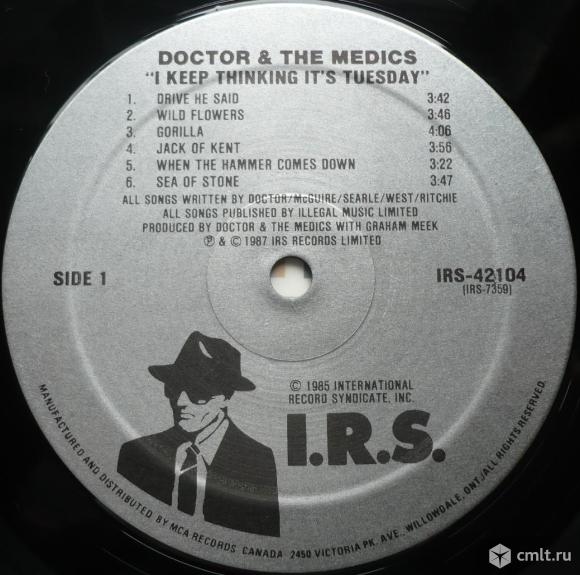 DOCTOR & THE MEDICS
"I KEEP THINKING IT'S TUESDAY"
1. DRIVE HE SAID 3:42
2. WILD FLOWERS 3:46
3. GORILLA 4:06
4. JACK OF KENT 3:56
5. WHEN THE HAMMER COMES DOWN 3:22
6. SEA OF STONE 3:47
ALL SONGS WRITTEN BY DOCTOR/McGUIRE/SEARLE/WEST/RITCHIE
ALL SONGS PUBLISHED BY ILLEGAL MUSIC LIMITED
PRODUCED BY DOCTOR & THE MEDICS WITH GRAHAM MEEK
℗ & © 1987 IRS RECORDS LIMITED
SIDE 1
IRS-42104
(IRS-7359)
© 1985 INTERNATIONAL
RECORD SYNDICATE, INC.
I.R.S.
MANUFACTURED AND DISTRIBUTED BY MCA RECORDS CANADA 2450 VICTORIA PK. AVE., WILLOWDALE, ONT./ALL RIGHTS RESERVED.
cmlt.ru